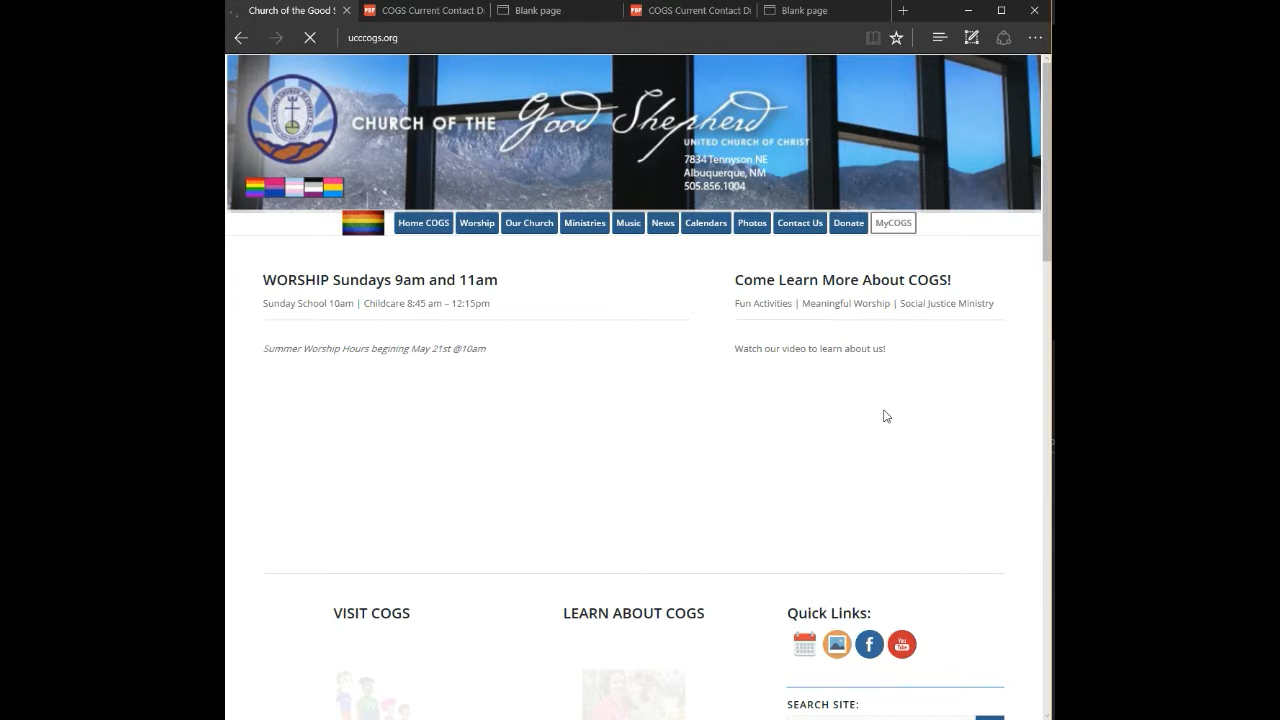 Church of the Good S
COGS Current Contact Di
Blank page
COGS Current Contact Di
Blank page
ucccogs.org
CHURCH OF THE Good Shepherd
UNITED CHURCH OF CHRIST
7834 Tennyson NE
Albuquerque, NM
505.856.1004
Home COGS
Worship
Our Church
Ministries
Music
News
Calendars
Photos
Contact Us
Donate
MyCOGS
WORSHIP Sundays 9am and 11am
Sunday School 10am | Childcare 8:45 am – 12:15pm
Summer Worship Hours begining May 21st @10am
Come Learn More About COGS!
Fun Activities | Meaningful Worship | Social Justice Ministry
Watch our video to learn about us!
VISIT COGS
LEARN ABOUT COGS
Quick Links:
You
Tube
SEARCH SITE: